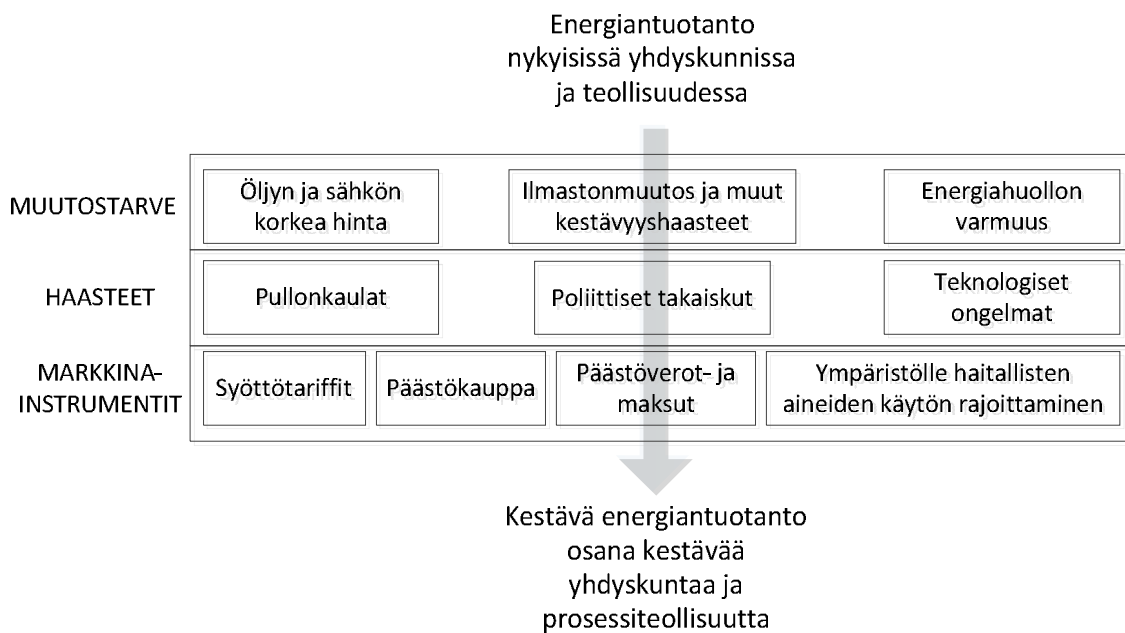 Energiantuotanto
nykyisissä yhdyskunnissa
ja teollisuudessa
MUUTOSTARVE
Öljyn ja sähkön
korkea hinta
Ilmastonmuutos ja muut
kestävyyshaasteet
Energiahuollon
varmuus
HAASTEET
Pullonkaulat
Poliittiset takaiskut
Teknologiset
ongelmat
MARKKINA-
INSTRUMENTIT
Syöttötariffit
Päästökauppa
Päästöverot- ja
maksut
Ympäristölle haitallisten
aineiden käytön rajoittaminen
Kestävä energiantuotanto
osana kestävää
yhdyskuntaa ja
prosessiteollisuutta